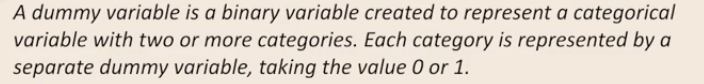 A dummy variable is a binary variable created to represent a categorical
variable with two or more categories. Each category is represented by a
separate dummy variable, taking the value 0 or 1.